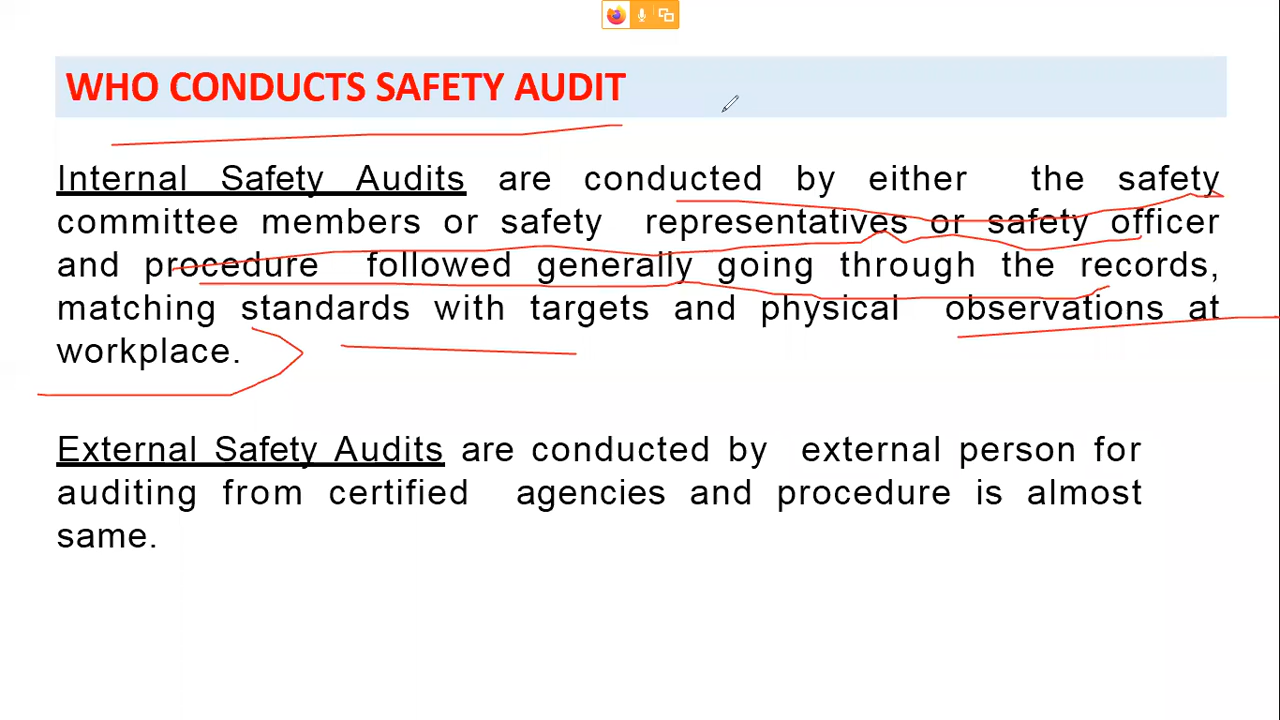 WHO CONDUCTS SAFETY AUDIT
Internal Safety Audits are conducted by either the safety
committee members or safety representatives or safety officer
and procedure followed generally going through the records,
matching standards with targets and physical observations at
workplace.
External Safety Audits are conducted by external person for
auditing from certified agencies and procedure is almost
same.